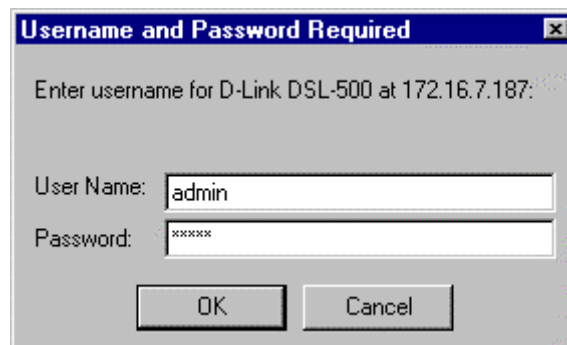 Username and Password Required
Enter username for D-Link DSL-500 at 172.16.7.187:
User Name: admin
Password: *****
OK Cancel